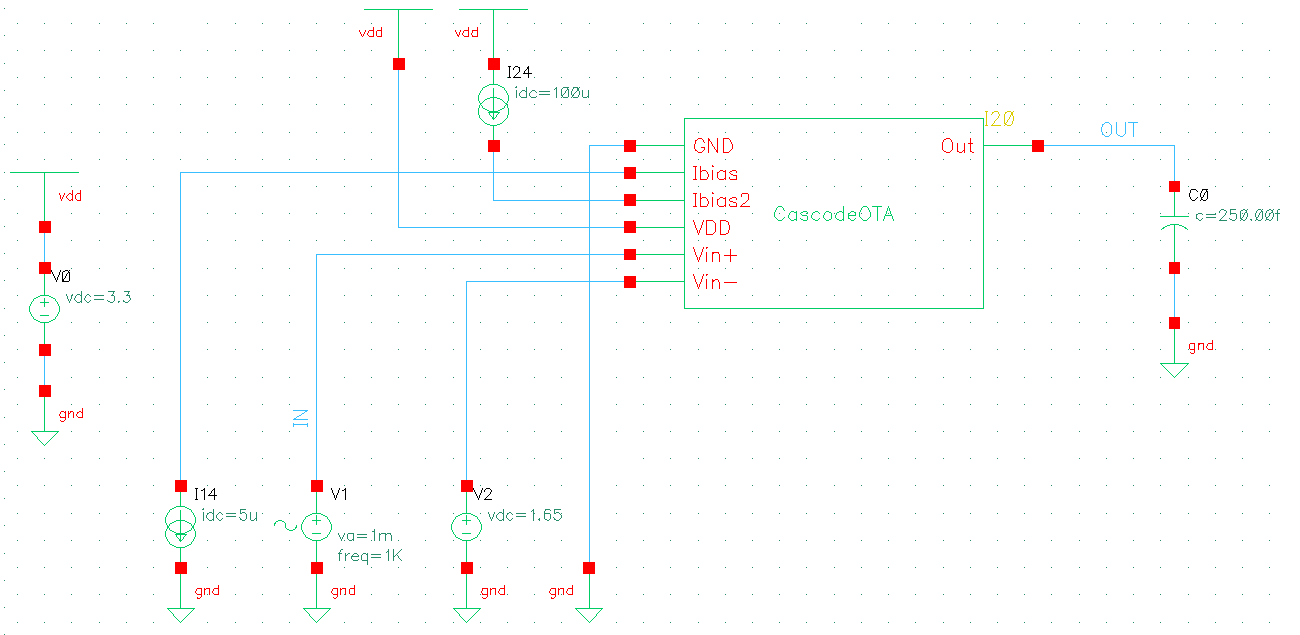 vdd
vdd
I24
idc=100u
I20
GND
Out
OUT
Ibias
Ibias2
VDD
Vin+
Vin-
CascodeOTA
C0
c=250.00f
gnd
vdd
V0
vdc=3.3
gnd
IN
I14
idc=5u
gnd
V1
va=1m
freq=1K
gnd
V2
vdc=1.65
gnd
gnd